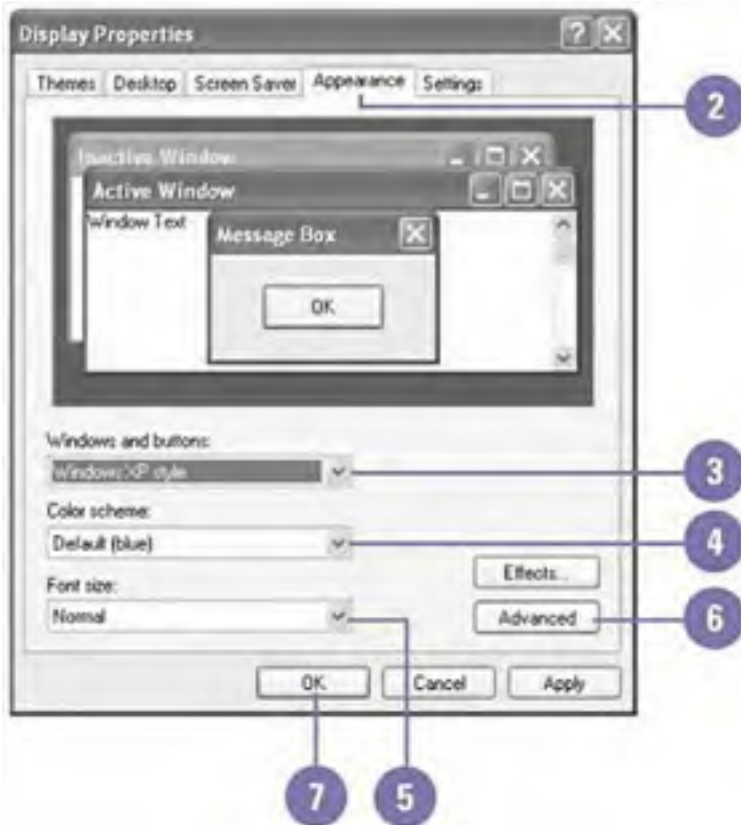 Display Properties
Themes Desktop Screen Saver Appearance Settings
2
Inactive Window
Active Window
Window Text
Message Box
OK
Windows and buttons:
Windows XP style
3
Color scheme:
Default (blue)
4
Effects...
Font size:
Normal
Advanced
6
OK Cancel Apply
7 5